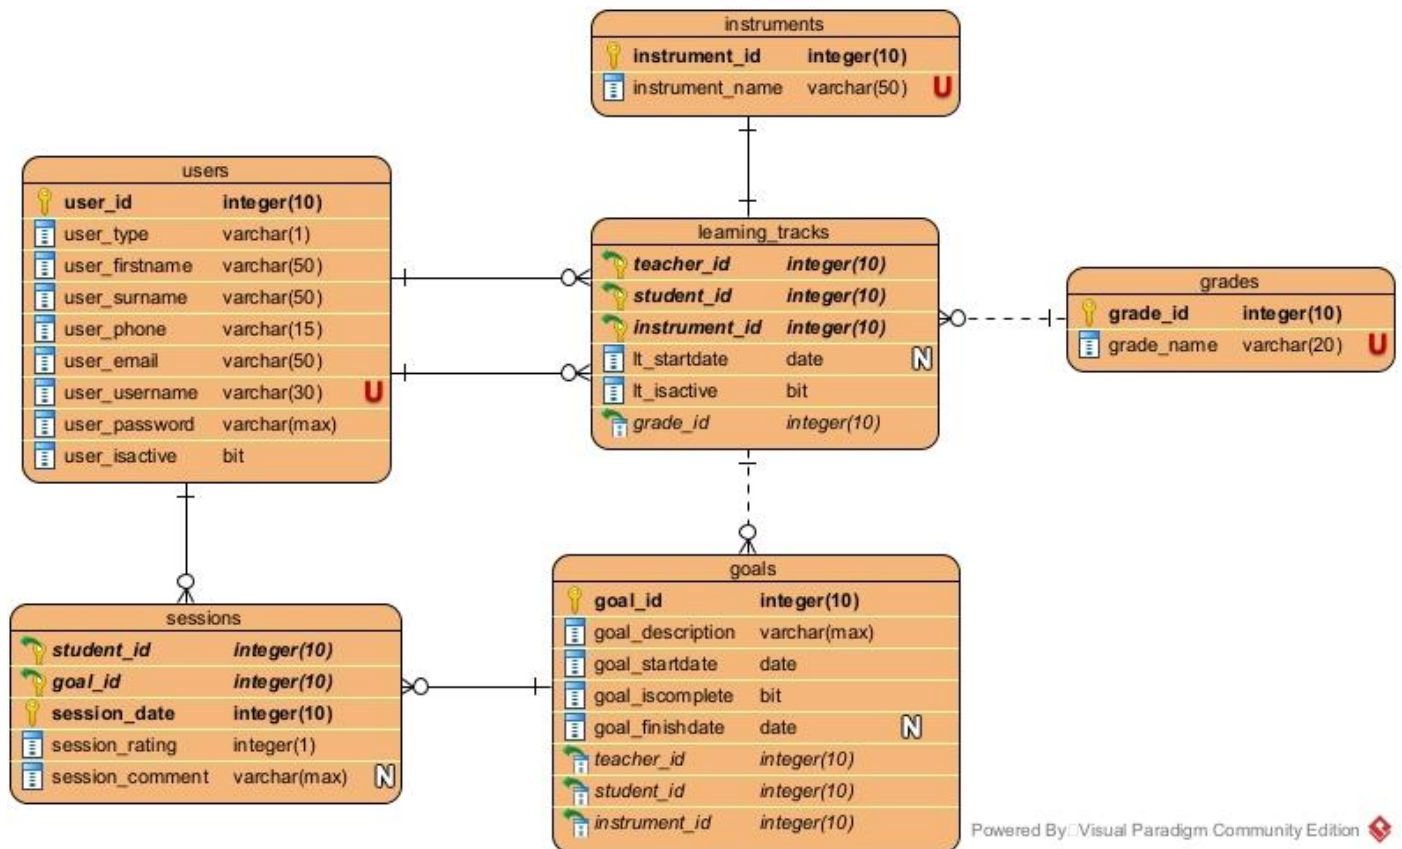 instruments
instrument_id integer(10)
instrument_name varchar(50) U
users
user_id integer(10)
user_type varchar(1)
user_firstname varchar(50)
user_surname varchar(50)
user_phone varchar(15)
user_email varchar(50)
user_username varchar(30) U
user_password varchar(max)
user_isactive bit
learning_tracks
teacher_id integer(10)
student_id integer(10)
instrument_id integer(10)
lt_startdate date N
lt_isactive bit
grade_id integer(10)
grades
grade_id integer(10)
grade_name varchar(20) U
sessions
student_id integer(10)
goal_id integer(10)
session_date integer(10)
session_rating integer(1)
session_comment varchar(max) N
goals
goal_id integer(10)
goal_description varchar(max)
goal_startdate date
goal_iscomplete bit
goal_finishdate date N
teacher_id integer(10)
student_id integer(10)
instrument_id integer(10)
Powered By Visual Paradigm Community Edition